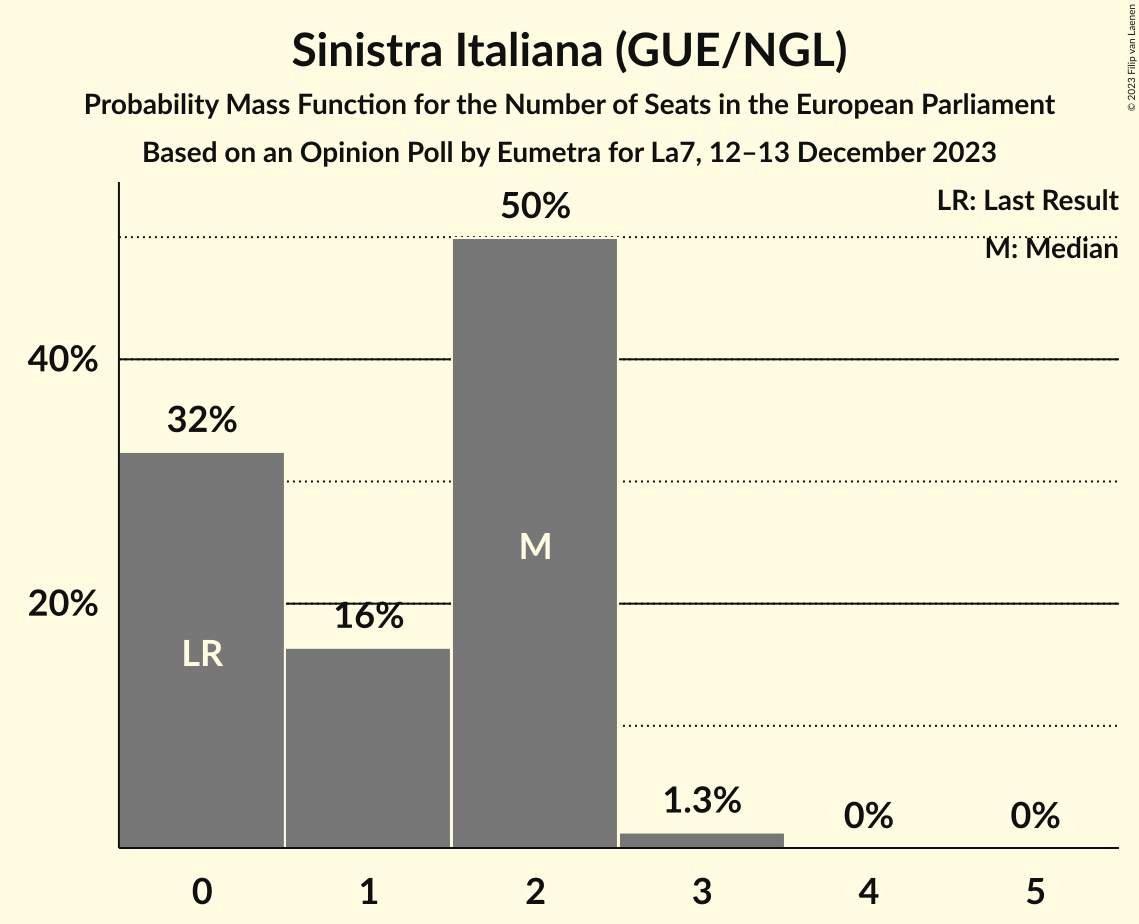 Sinistra Italiana (GUE/NGL)
Probability Mass Function for the Number of Seats in the European Parliament
Based on an Opinion Poll by Eumetra for La7, 12–13 December 2023
© 2023 Filip van Laenen
LR: Last Result
M: Median
50%
40%
32%
M
20%
16%
LR
1.3%
0%
0%
0 1 2 3 4 5